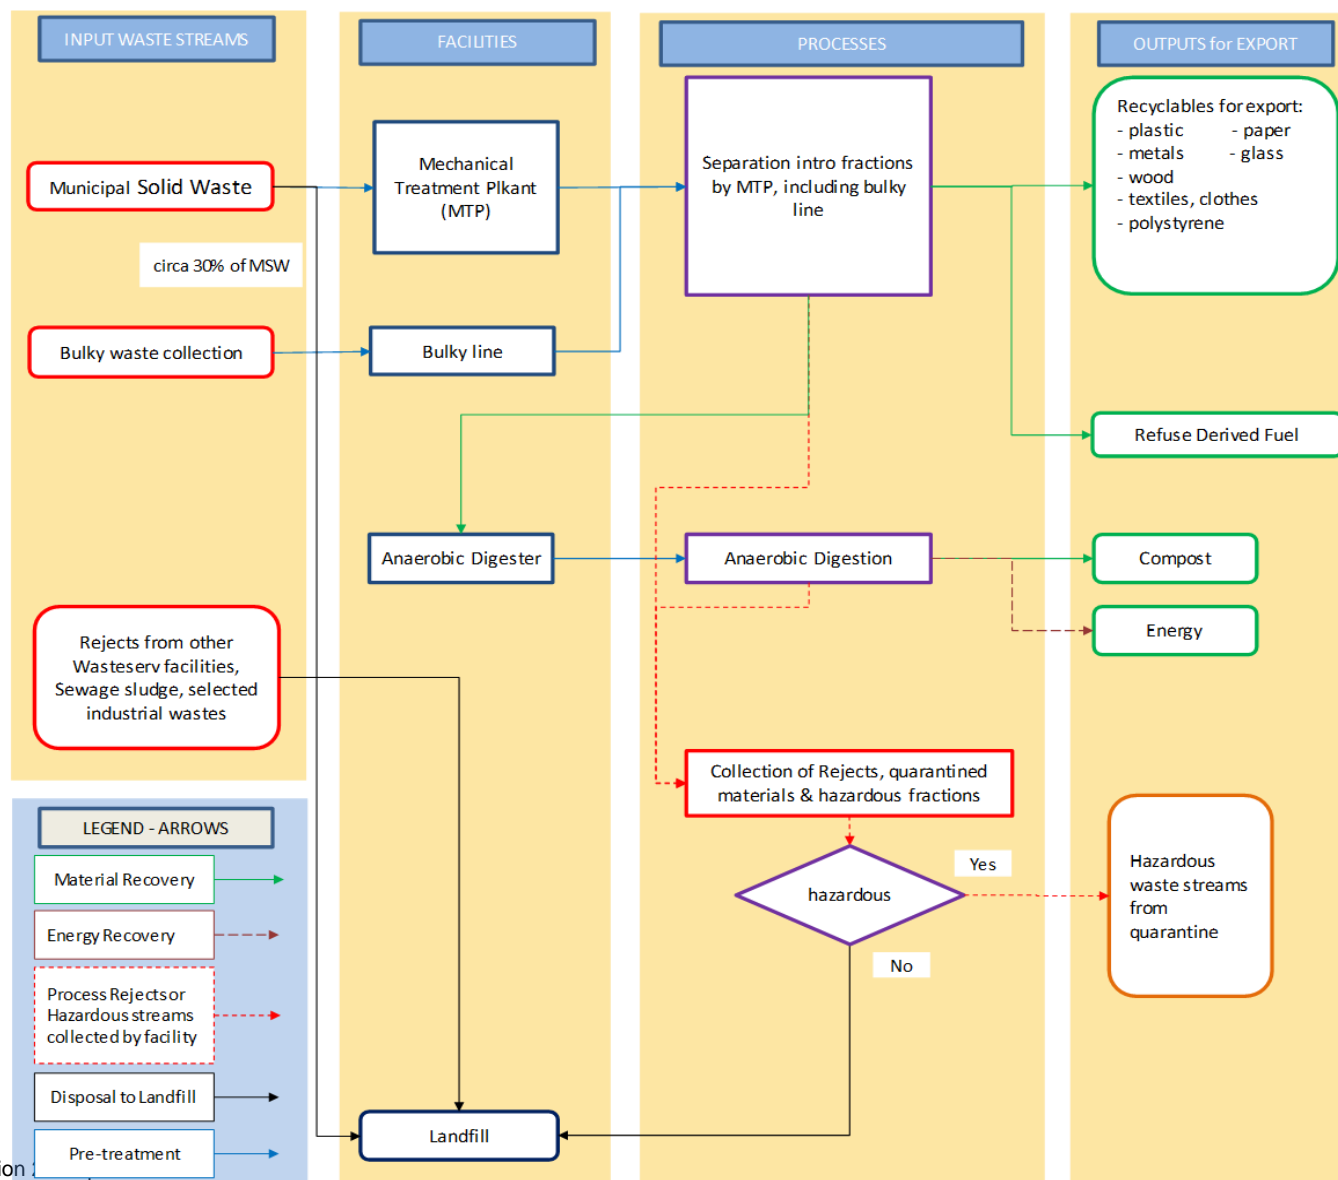 INPUT WASTE STREAMS
FACILITIES
PROCESSES
OUTPUTS for EXPORT
Municipal Solid Waste
circa 30% of MSW
Bulky waste collection
Rejects from other
Wasteserv facilities,
Sewage sludge, selected
industrial wastes
Mechanical
Treatment Plkant
(MTP)
Bulky line
Anaerobic Digester
Landfill
Separation intro fractions
by MTP, including bulky
line
Anaerobic Digestion
Collection of Rejects, quarantined
materials & hazardous fractions
hazardous
Yes
No
Recyclables for export:
- plastic - paper
- metals - glass
- wood
- textiles, clothes
- polystyrene
Refuse Derived Fuel
Compost
Energy
Hazardous
waste streams
from
quarantine
LEGEND - ARROWS
Material Recovery
Energy Recovery
Process Rejects or
Hazardous streams
collected by facility
Disposal to Landfill
Pre-treatment